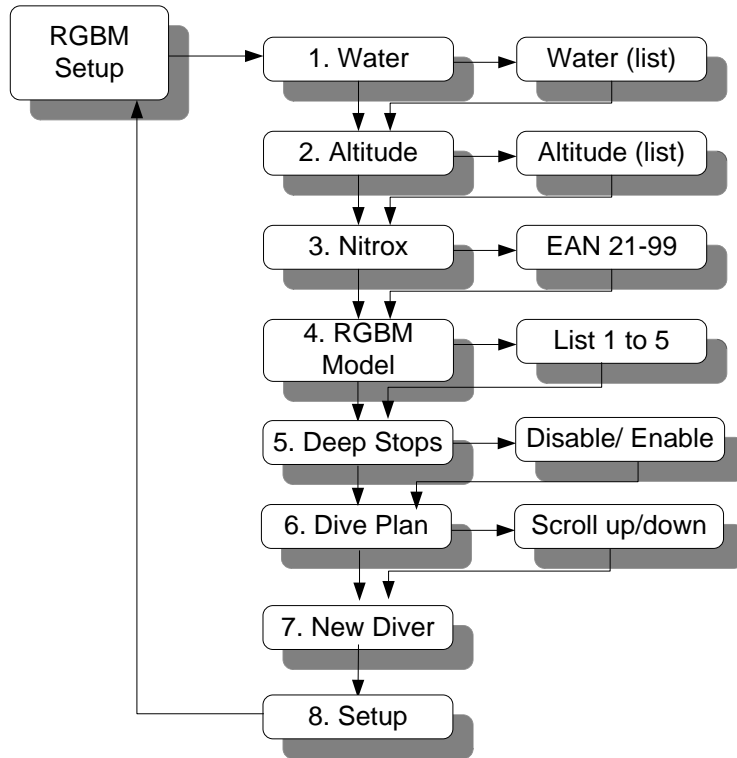 RGBM
Setup
1. Water
Water (list)
2. Altitude
Altitude (list)
3. Nitrox
EAN 21-99
4. RGBM
Model
List 1 to 5
5. Deep Stops
Disable/ Enable
6. Dive Plan
Scroll up/down
7. New Diver
8. Setup